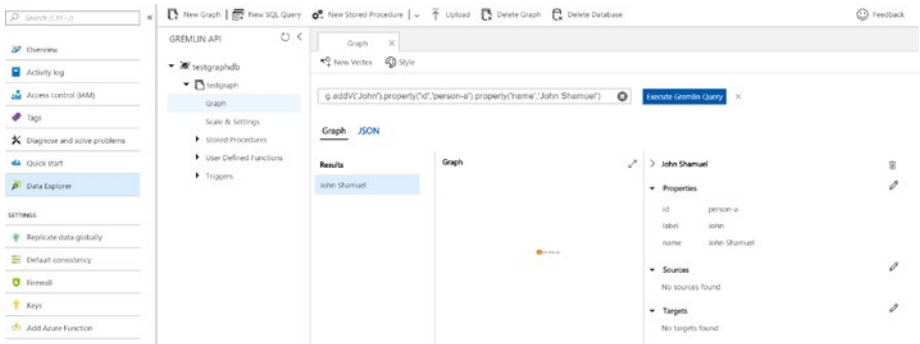 Search (Ctrl+/)
Overview
Activity log
Access control (IAM)
Tags
Diagnose and solve problems
Quick start
Data Explorer
SETTINGS
Replicate data globally
Default consistency
Firewall
Keys
Add Azure Function
New Graph
New SQL Query
New Stored Procedure
Upload
Delete Graph
Delete Database
Feedback
GREMLIN API
testgraphdb
testgraph
Graph
Scale & Settings
Stored Procedures
User Defined Functions
Triggers
Graph
New Vertex
Style
g.addV('John').property('id','person-a').property('name','John Shamuel')
Execute Gremlin Query
Graph JSON
Results
John Shamuel
Graph
John Shamuel
Properties
id person-a
label John
name John Shamuel
Sources
No sources found
Targets
No targets found